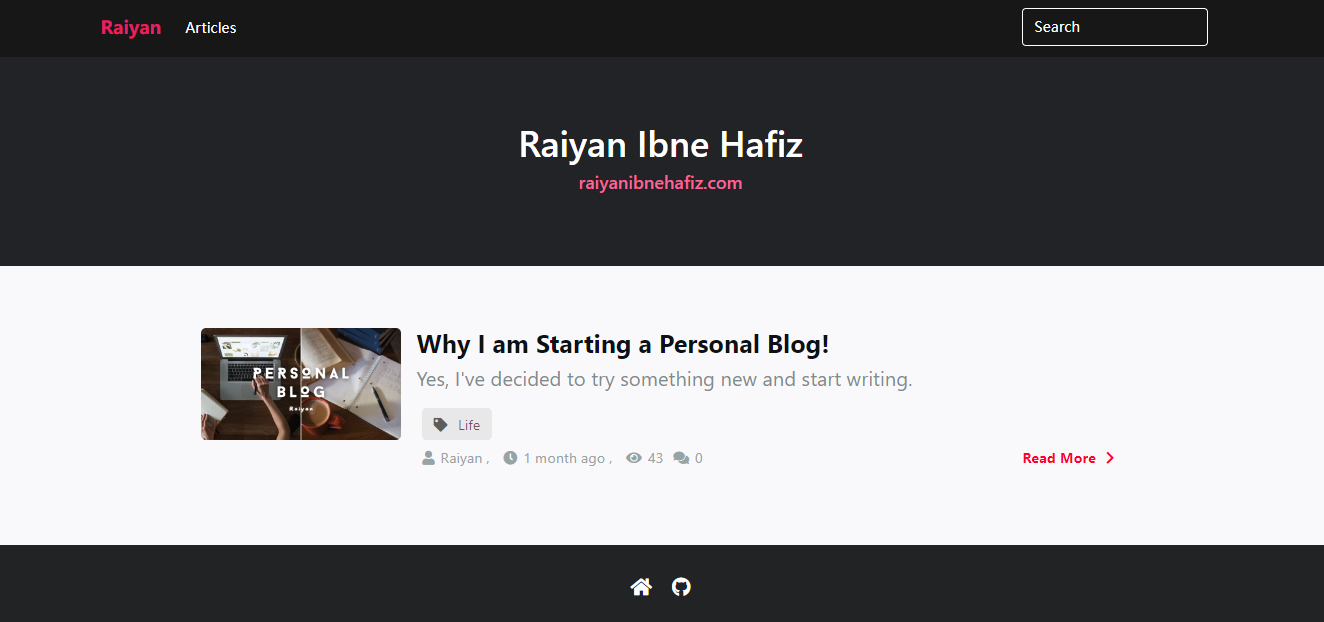 Raiyan Articles Search
Raiyan Ibne Hafiz
raiyanibnehafiz.com
PERSONAL
BLOG
Raiyan
Why I am Starting a Personal Blog!
Yes, I've decided to try something new and start writing.
Life
Raiyan , 1 month ago , 43 0 Read More